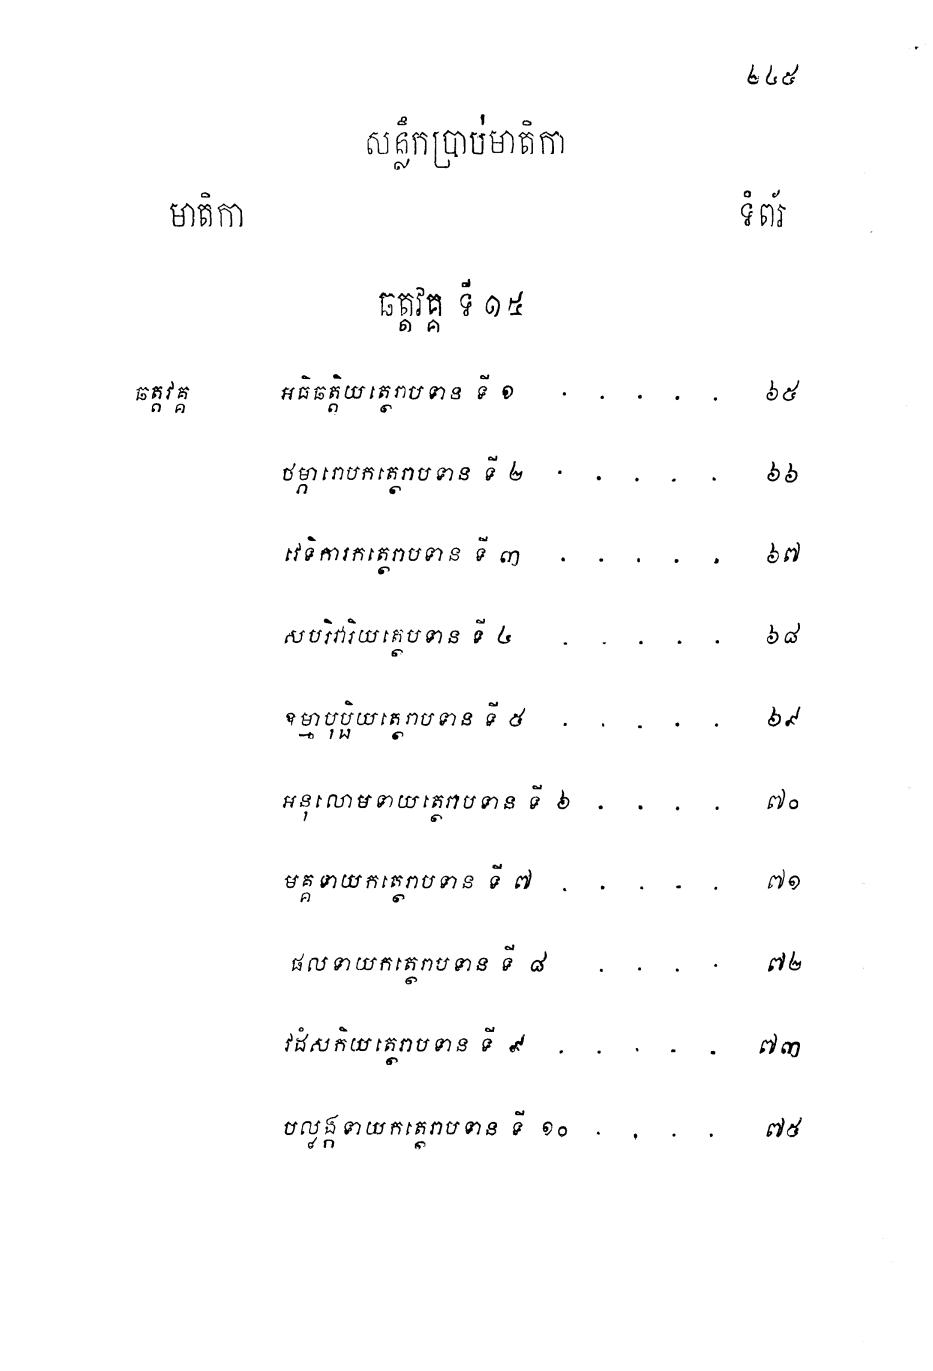 ២៤៥
សន្លឹកប្រាប់មាតិកា
មាតិកា ទំព័រ
ឆត្តវគ្គ ទី ១៥
ឆត្តវគ្គ អធិឆត្តិយត្ថេរាបទាន ទី ១ . . . . . ៦៥
ថម្ភារោបកត្ថេរាបទាន ទី ២ . . . . . ៦៦
វេទិការកត្ថេរាបទាន ទី ៣ . . . . . ៦៧
សបរិវារិយត្ថេបទាន ទី ៤ . . . . . ៦៨
ឧម្មាបុប្ផិយត្ថេរាបទាន ទី ៥ . . . . . ៦៩
អនុលោមទាយត្ថេរាបទាន ទី ៦ . . . . ៧០
មគ្គទាយកត្ថេរាបទាន ទី ៧ . . . . . ៧១
ផលទាយកត្ថេរាបទាន ទី ៨ . . . . ៧២
វដំសកិយត្ថេរាបទាន ទី ៩ . . . . . ៧៣
បល្លង្កទាយកត្ថេរាបទាន ទី ១០ . . . . ៧៥